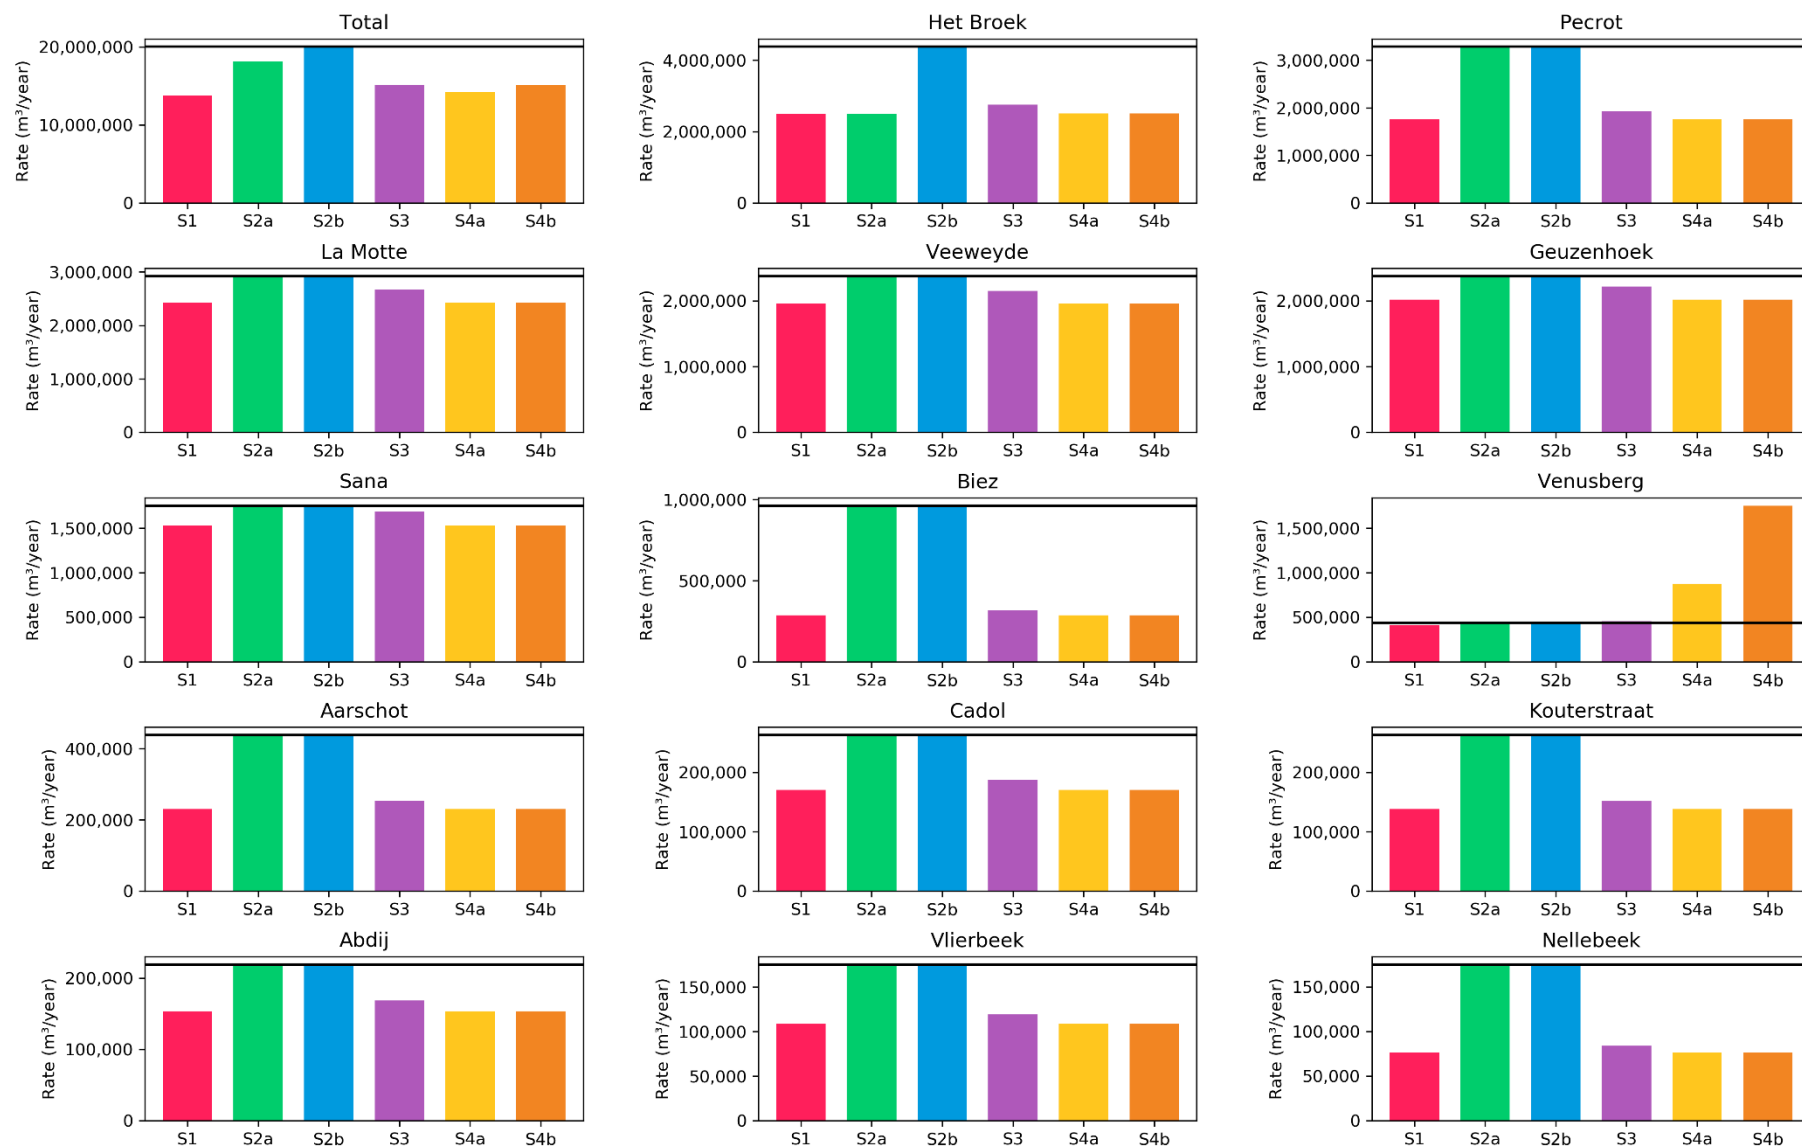 Total
Rate (m³/year)
20,000,000
10,000,000
0
S1 S2a S2b S3 S4a S4b
Het Broek
Rate (m³/year)
4,000,000
2,000,000
0
S1 S2a S2b S3 S4a S4b
Pecrot
Rate (m³/year)
3,000,000
2,000,000
1,000,000
0
S1 S2a S2b S3 S4a S4b
La Motte
Rate (m³/year)
3,000,000
2,000,000
1,000,000
0
S1 S2a S2b S3 S4a S4b
Veeweyde
Rate (m³/year)
2,000,000
1,000,000
0
S1 S2a S2b S3 S4a S4b
Geuzenhoek
Rate (m³/year)
2,000,000
1,000,000
0
S1 S2a S2b S3 S4a S4b
Sana
Rate (m³/year)
1,500,000
1,000,000
500,000
0
S1 S2a S2b S3 S4a S4b
Biez
Rate (m³/year)
1,000,000
500,000
0
S1 S2a S2b S3 S4a S4b
Venusberg
Rate (m³/year)
1,500,000
1,000,000
500,000
0
S1 S2a S2b S3 S4a S4b
Aarschot
Rate (m³/year)
400,000
200,000
0
S1 S2a S2b S3 S4a S4b
Cadol
Rate (m³/year)
200,000
100,000
0
S1 S2a S2b S3 S4a S4b
Kouterstraat
Rate (m³/year)
200,000
100,000
0
S1 S2a S2b S3 S4a S4b
Abdij
Rate (m³/year)
200,000
100,000
0
S1 S2a S2b S3 S4a S4b
Vlierbeek
Rate (m³/year)
150,000
100,000
50,000
0
S1 S2a S2b S3 S4a S4b
Nellebeek
Rate (m³/year)
150,000
100,000
50,000
0
S1 S2a S2b S3 S4a S4b